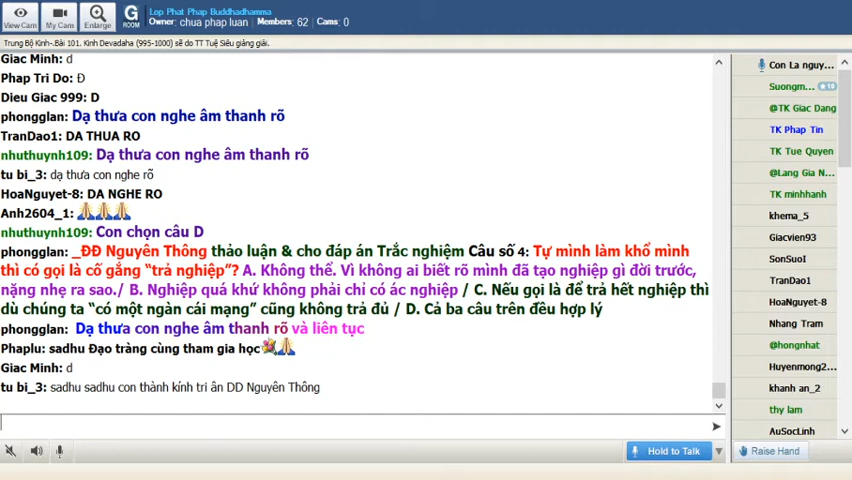 Lop Phat Phap Buddhadhamma
Owner: chua phap luan Members: 62 Cams: 0
View Cam
My Cam
Enlarge
G
ROOM
Trung Bộ Kinh-.Bài 101. Kinh Devadaha (995-1000) sẽ do TT Tuệ Siêu giảng giải.
Giac Minh: d
Phap Tri Do: Đ
Dieu Giac 999: D
phongglan: Dạ thưa con nghe âm thanh rõ
TranDao1: DA THUA RO
nhuthuynh109: Dạ thưa con nghe âm thanh rõ
tu bi_3: dạ thưa con nghe rõ
HoaNguyet-8: DA NGHE RO
Anh2604_1: 🙏🙏🙏
nhuthuynh109: Con chọn câu D
phongglan: _ĐĐ Nguyên Thông thảo luận & cho đáp án Trắc nghiệm Câu số 4: Tự mình làm khổ mình
thì có gọi là cố gắng “trả nghiệp”? A. Không thể. Vì không ai biết rõ mình đã tạo nghiệp gì đời trước,
nặng nhẹ ra sao./ B. Nghiệp quá khứ không phải chỉ có ác nghiệp / C. Nếu gọi là để trả hết nghiệp thì
dù chúng ta “có một ngàn cái mạng” cũng không trả đủ / D. Cả ba câu trên đều hợp lý
phongglan: Dạ thưa con nghe âm thanh rõ và liên tục
Phaplu: sadhu Đạo tràng cùng tham gia học💐🙏
Giac Minh: d
tu bi_3: sadhu sadhu con thành kính tri ân DD Nguyên Thông
Hold to Talk
Con La nguy...
Suongm... ★10
@TK Giac Dang
TK Phap Tin
TK Tue Quyen
@Lang Gia N...
TK minhhanh
khema_5
Giacvien93
SonSuoI
TranDao1
HoaNguyet-8
Nhang Tram
@hongnhat
Huyenmong2...
khanh an_2
thy lam
AuSocLinh
Raise Hand